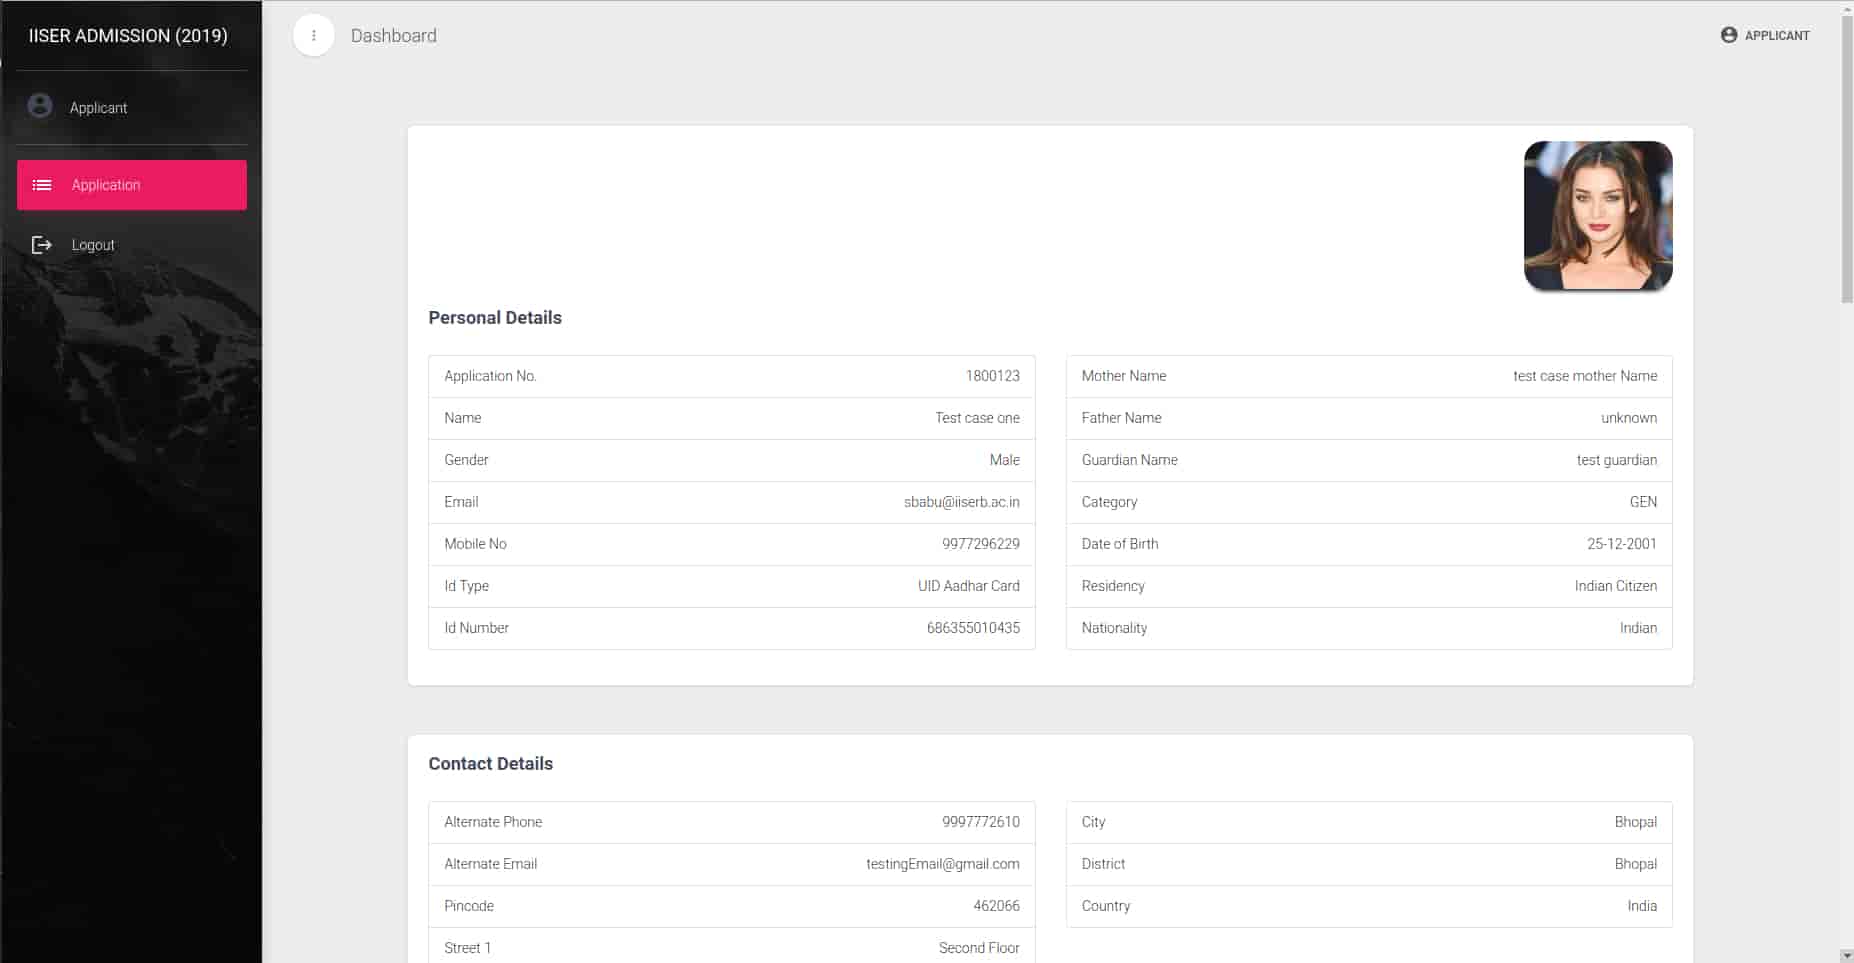 IISER ADMISSION (2019)
Applicant
Application
Logout
Dashboard
APPLICANT
Personal Details
Application No. 1800123
Name Test case one
Gender Male
Email sbabu@iiserb.ac.in
Mobile No 9977296229
Id Type UID Aadhar Card
Id Number 686355010435
Mother Name test case mother Name
Father Name unknown
Guardian Name test guardian
Category GEN
Date of Birth 25-12-2001
Residency Indian Citizen
Nationality Indian
Contact Details
Alternate Phone 9997772610
Alternate Email testingEmail@gmail.com
Pincode 462066
Street 1 Second Floor
City Bhopal
District Bhopal
Country India